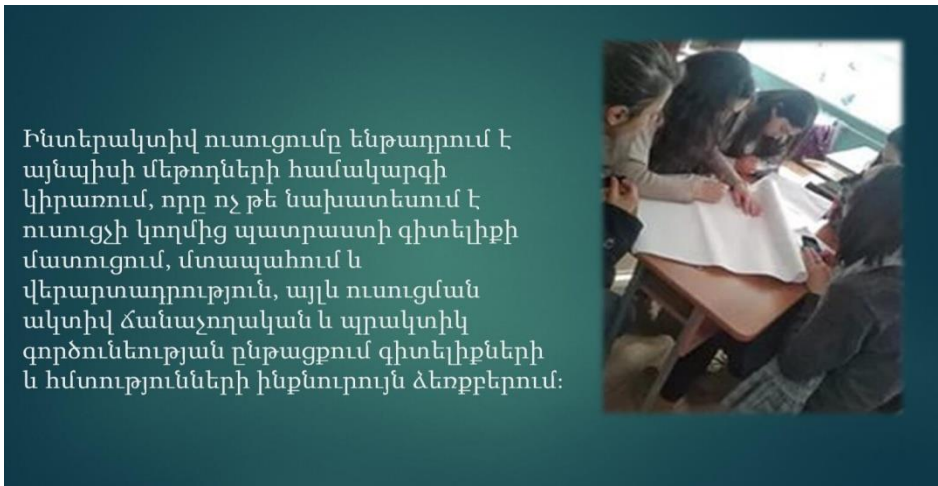 Ինտերակտիվ ուսուցումը ենթադրում է
այնպիսի մեթոդների համակարգի
կիրառում, որը ոչ թե նախատեսում է
ուսուցչի կողմից պատրաստի գիտելիքի
մատուցում, մտապահում և
վերարտադրություն, այլև ուսուցման
ակտիվ ճանաչողական և պրակտիկ
գործունեության ընթացքում գիտելիքների
և հմտությունների ինքնուրույն ձեռքբերում: